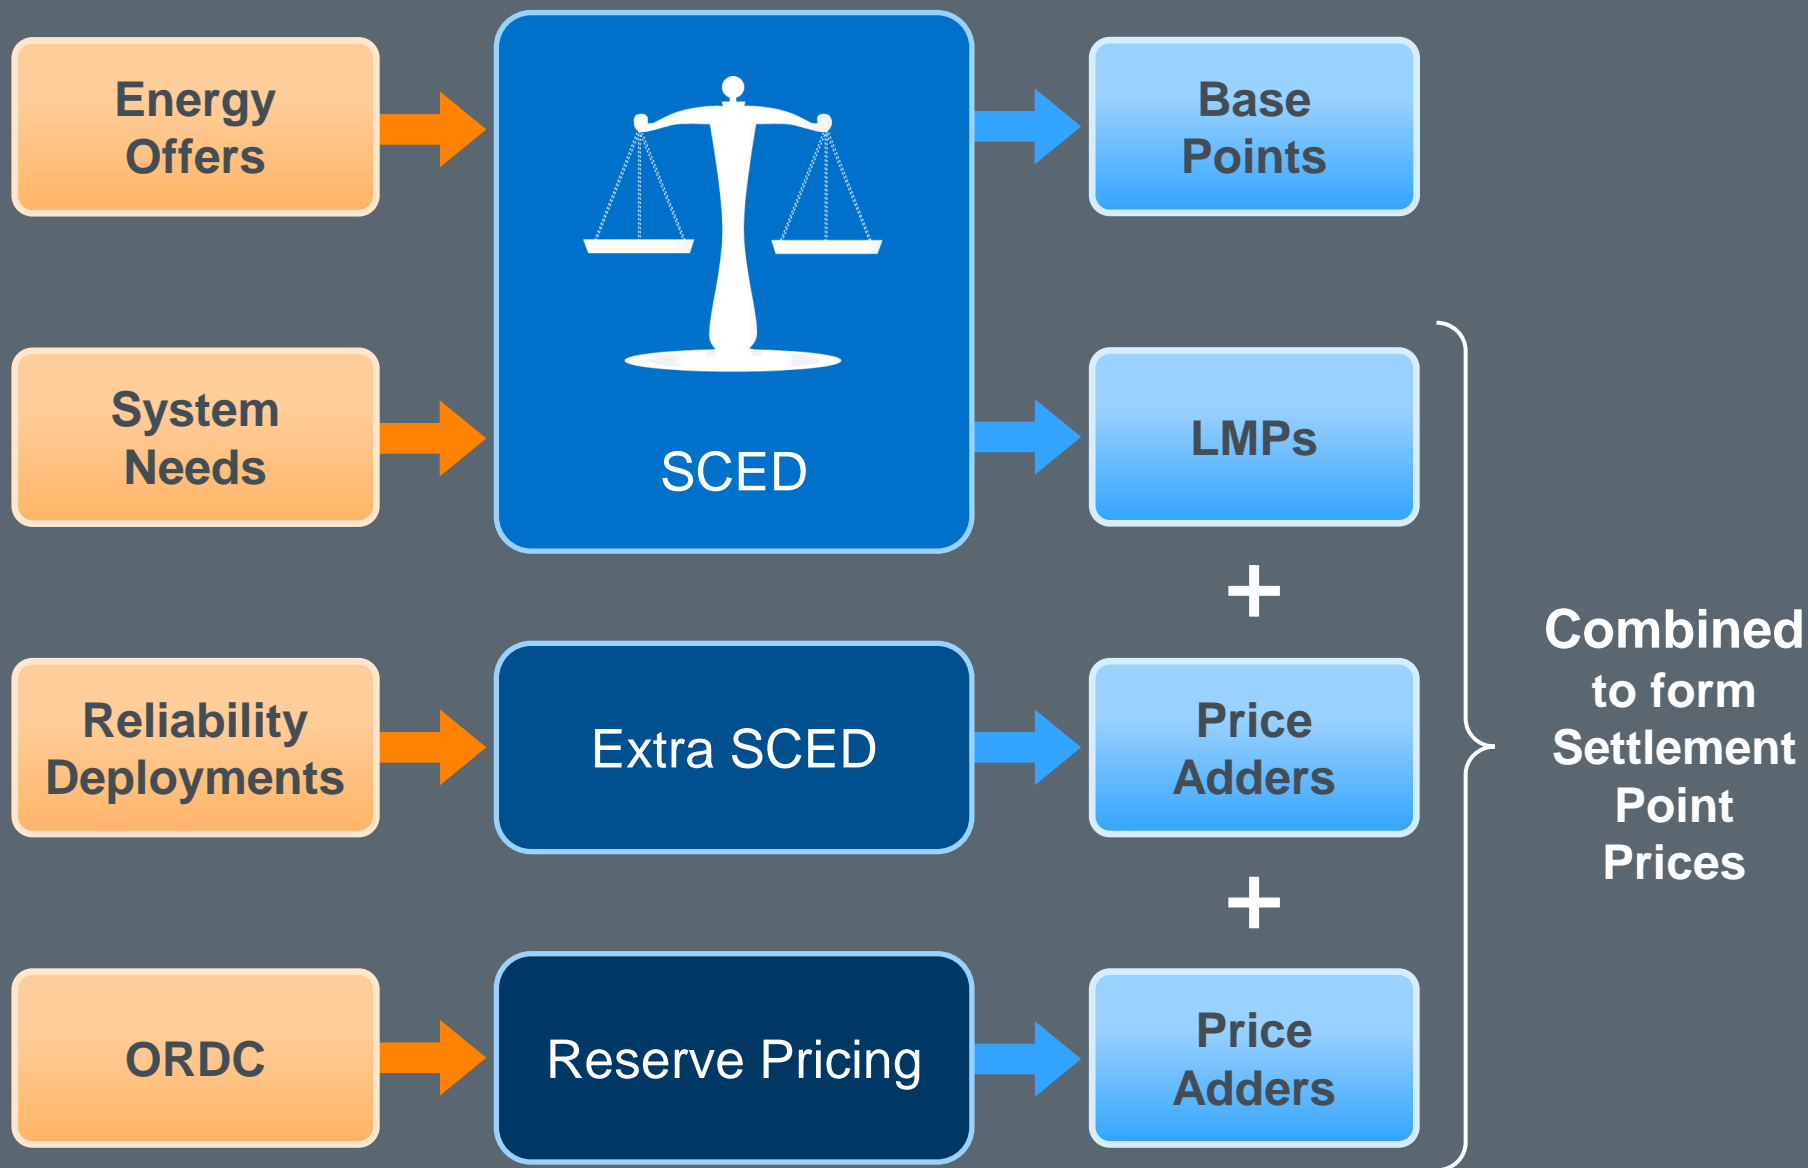 Energy
Offers
SCED
Base
Points
System
Needs
LMPs
+
Reliability
Deployments
Extra SCED
Price
Adders
+
ORDC
Reserve Pricing
Price
Adders
Combined
to form
Settlement
Point
Prices